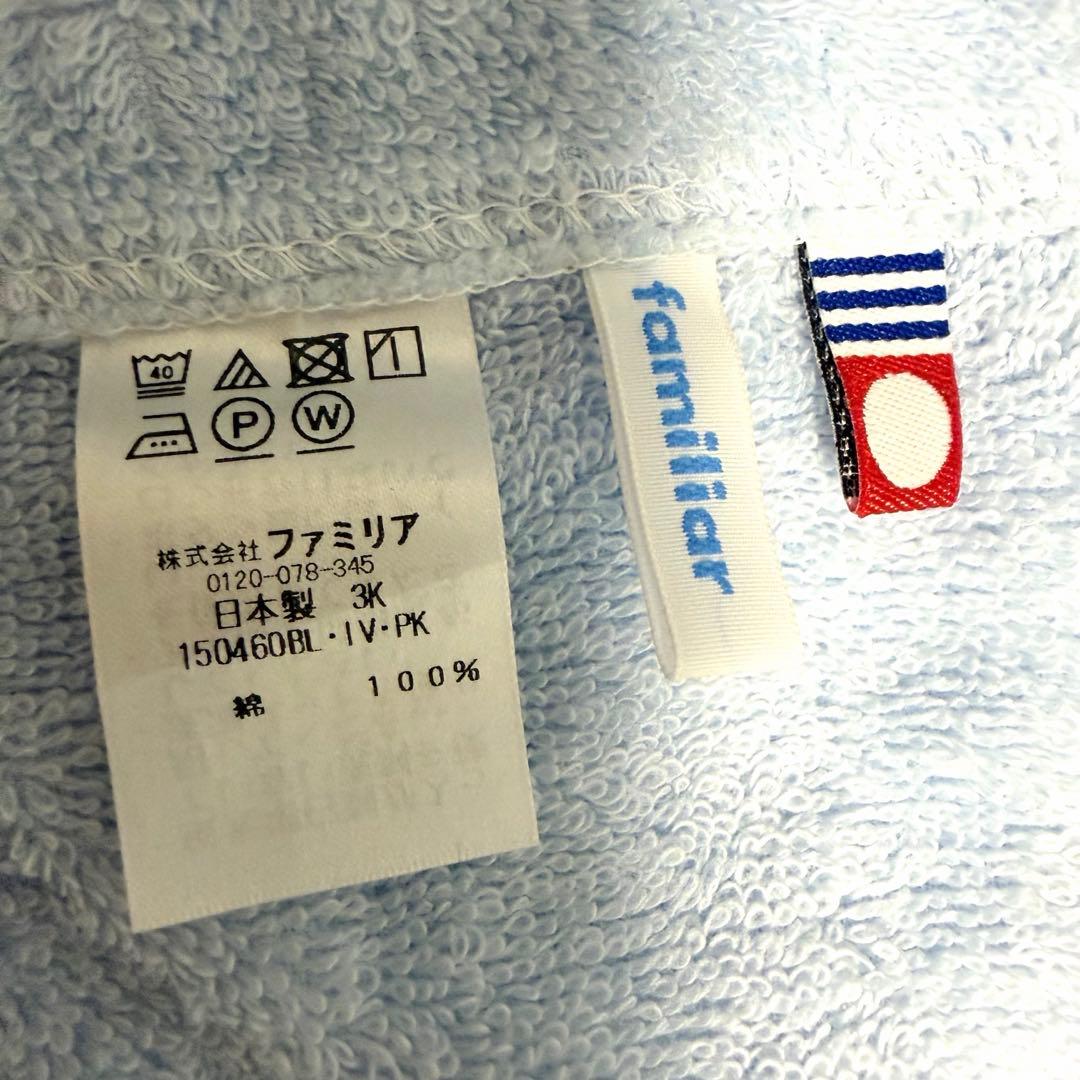 40
P W
株式会社 ファミリア
0120-078-345
日本製 3K
150460BL・IV・PK
綿 100%
familiar